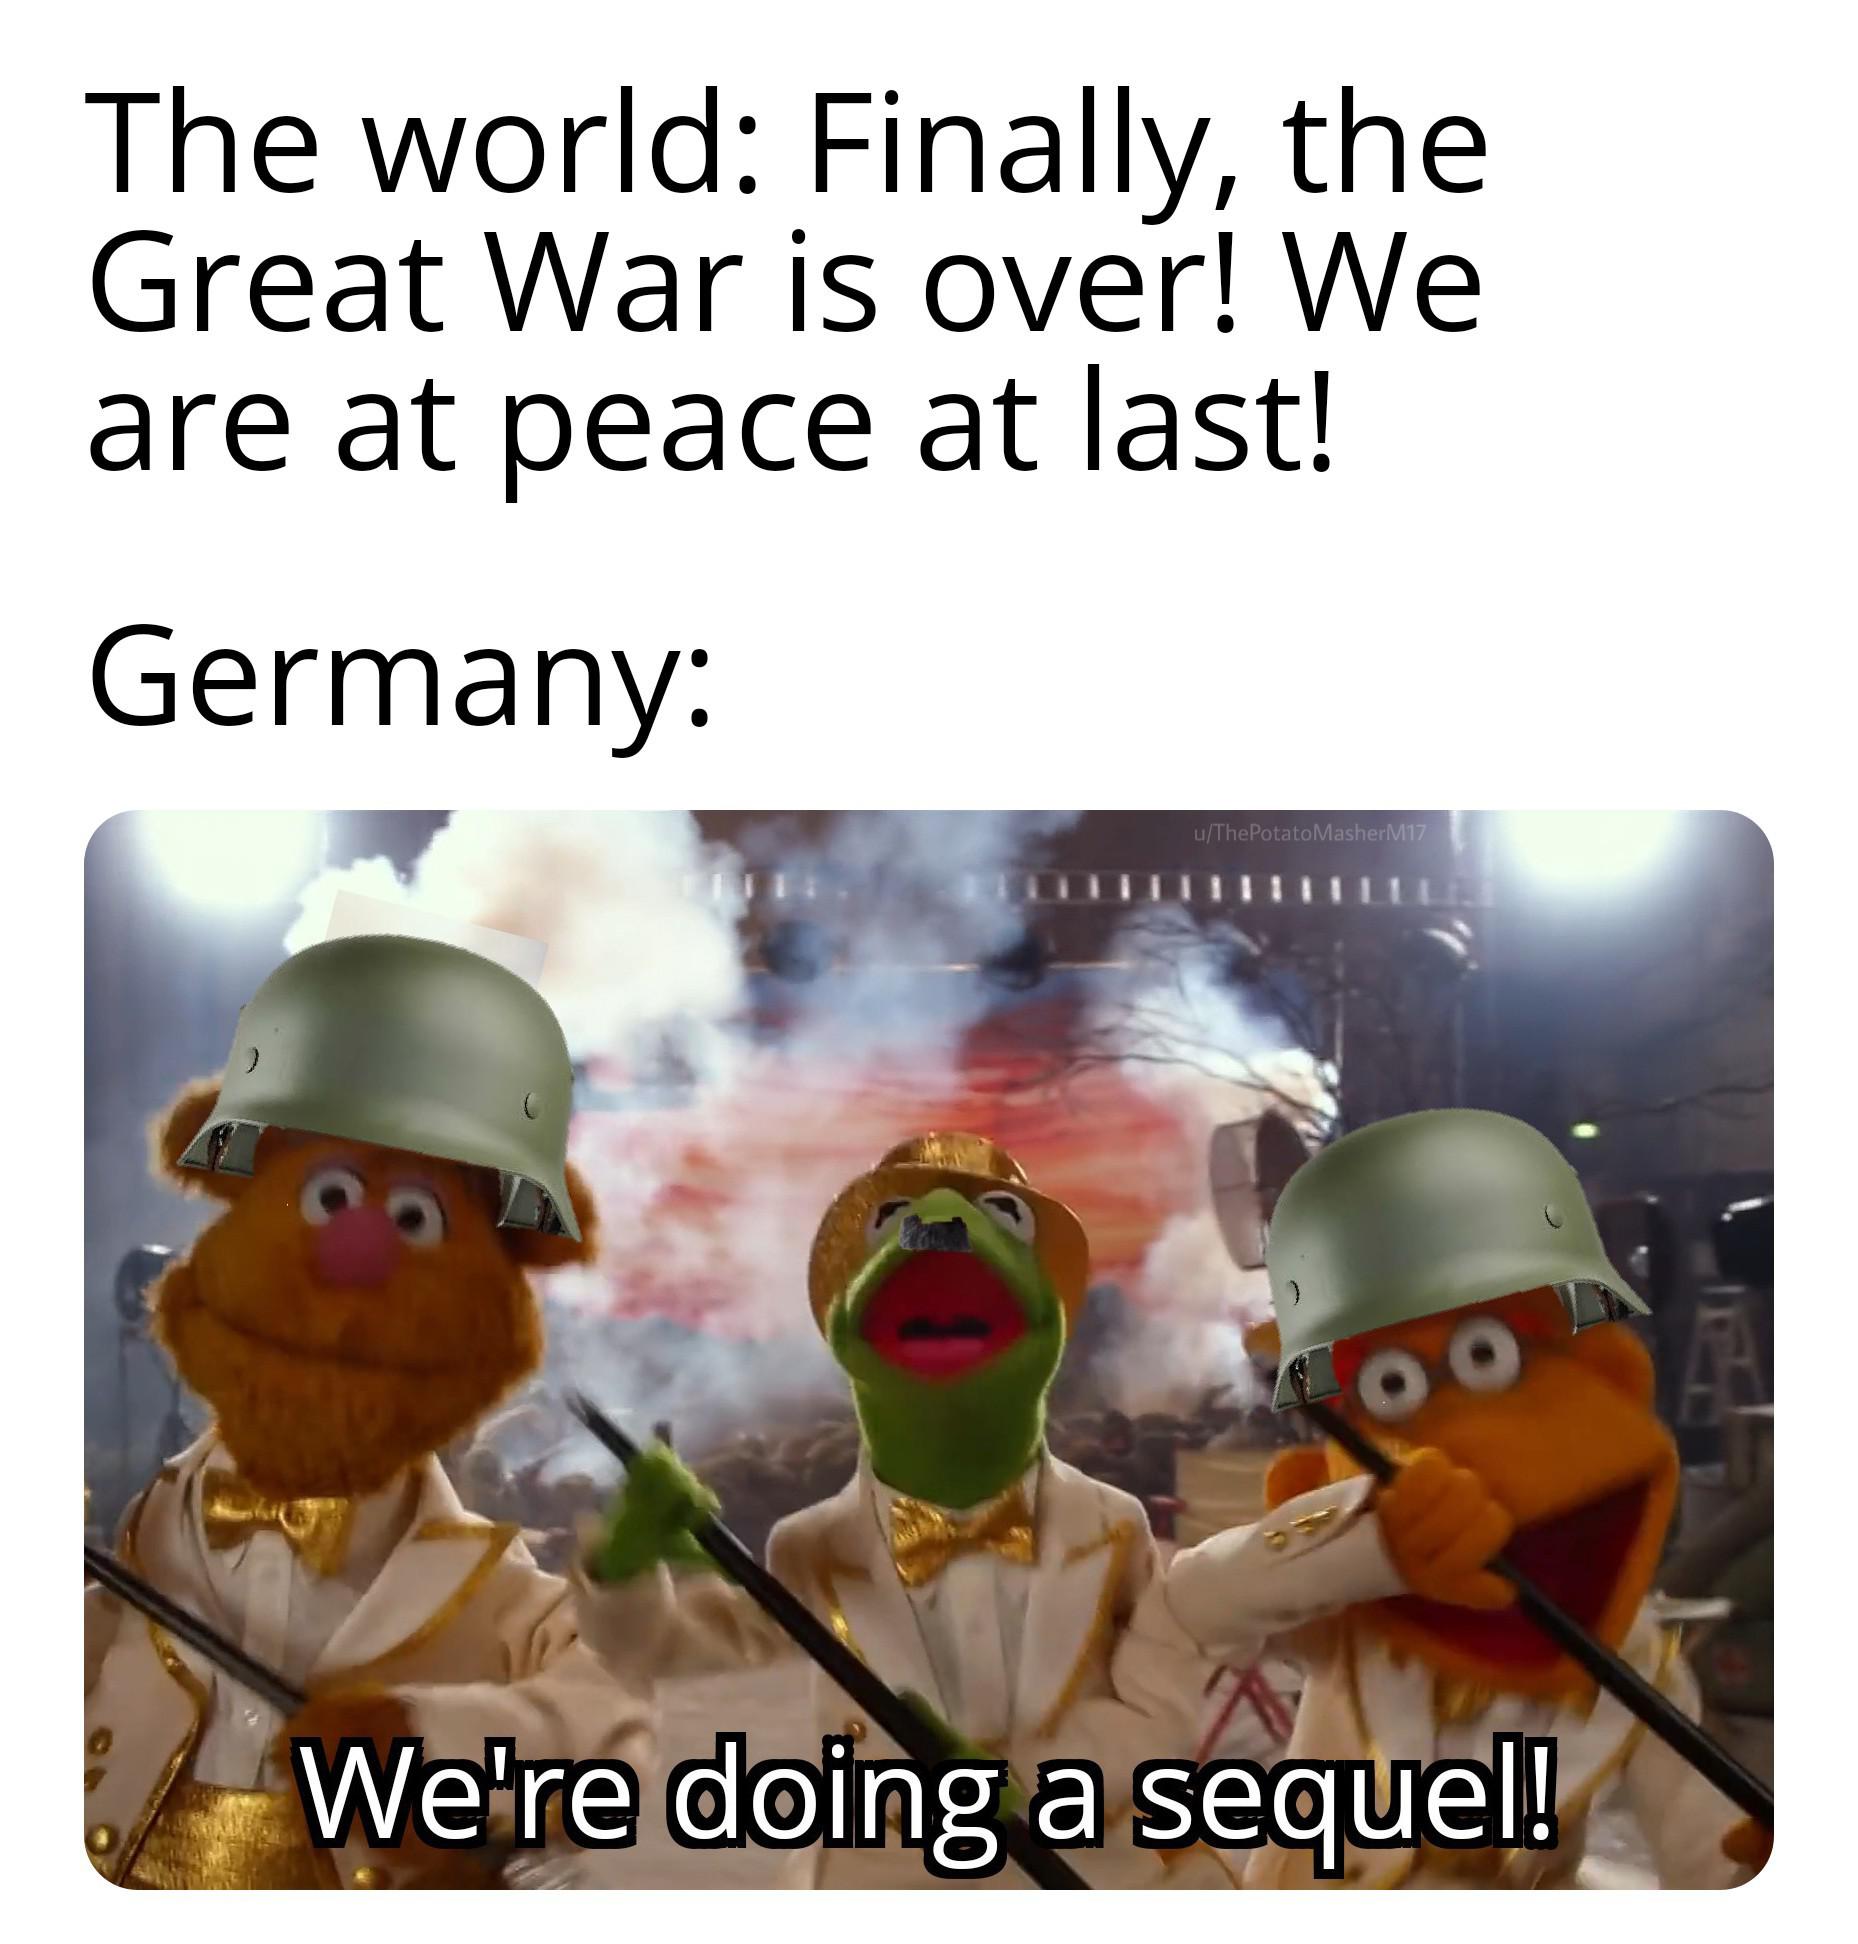 The world: Finally, the
Great War is over! We
are at peace at last!
Germany:
u/ThePotatoMasherM17
We're doing a sequel!